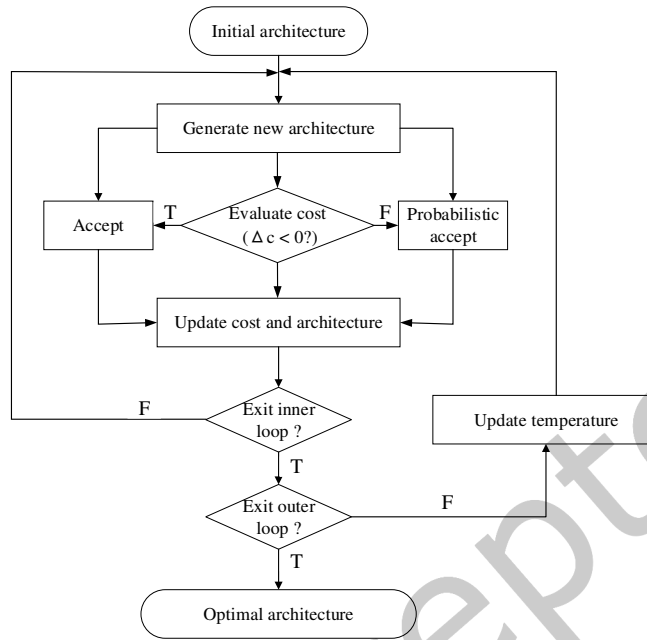 Initial architecture
Generate new architecture
T
Accept
Evaluate cost
(Δc < 0?)
F
Probabilistic
accept
Update cost and architecture
F
Exit inner
loop ?
Update temperature
T
Exit outer
loop ?
F
T
Optimal architecture
epte